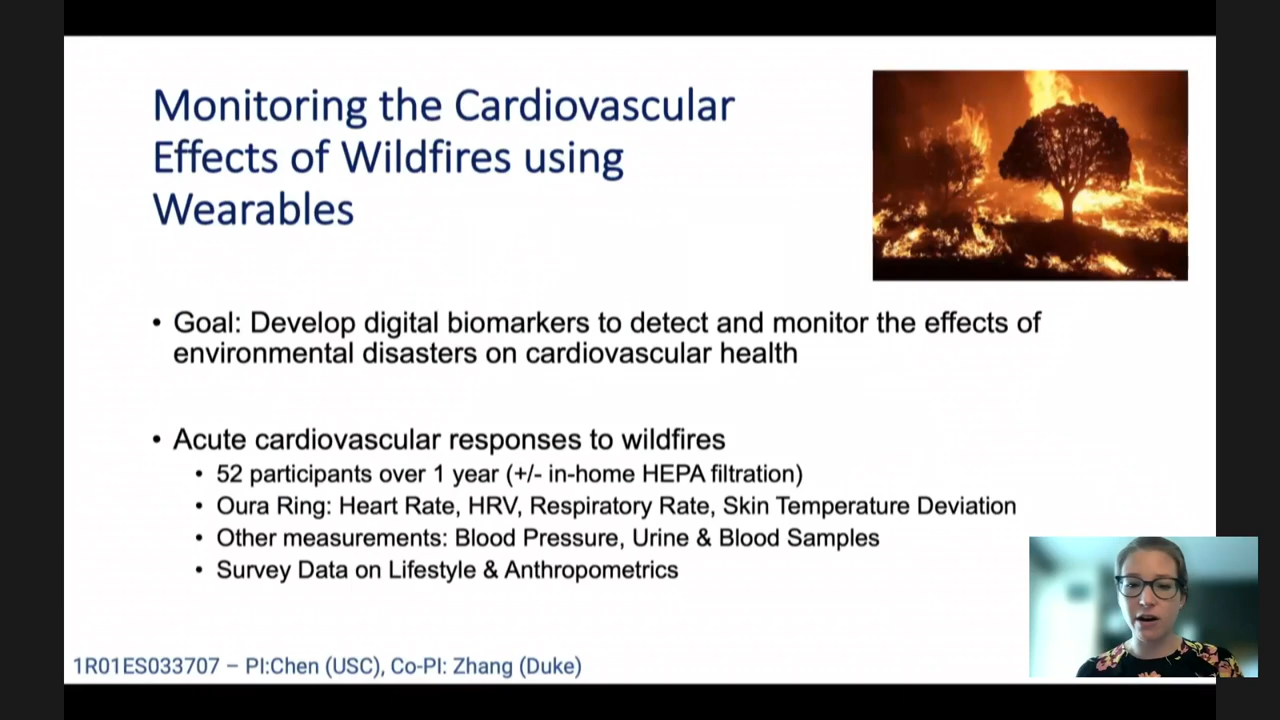 Monitoring the Cardiovascular
Effects of Wildfires using
Wearables
• Goal: Develop digital biomarkers to detect and monitor the effects of
environmental disasters on cardiovascular health
• Acute cardiovascular responses to wildfires
• 52 participants over 1 year (+/- in-home HEPA filtration)
• Oura Ring: Heart Rate, HRV, Respiratory Rate, Skin Temperature Deviation
• Other measurements: Blood Pressure, Urine & Blood Samples
• Survey Data on Lifestyle & Anthropometrics
1R01ES033707 – PI:Chen (USC), Co-PI: Zhang (Duke)